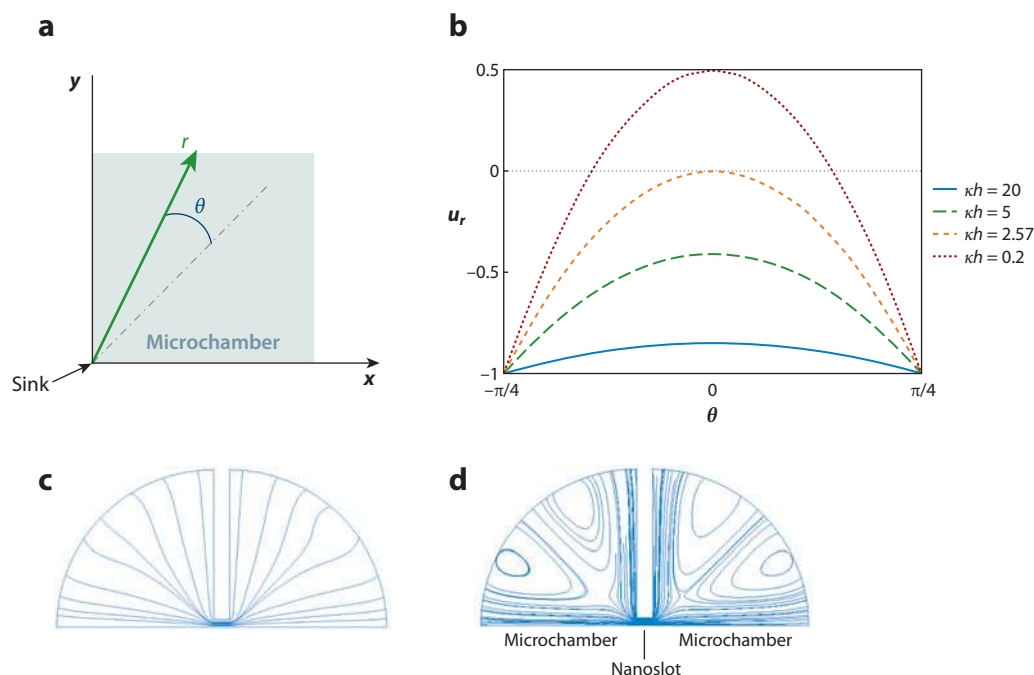 a
y
r
θ
Microchamber
Sink
x
b
0.5
0
−0.5
−1
u_r
−π/4
0
π/4
θ
κh = 20
κh = 5
κh = 2.57
κh = 0.2
c
d
Microchamber Microchamber
Nanoslot